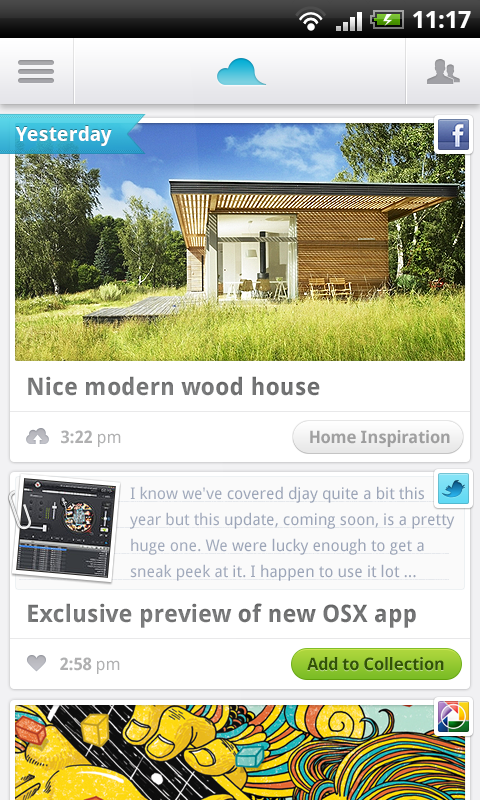 11:17
Yesterday
f
Nice modern wood house
3:22 pm
Home Inspiration
I know we've covered djay quite a bit this
year but this update, coming soon, is a pretty
huge one. We were lucky enough to get a
sneak peek at it. I happen to use it lot ...
Exclusive preview of new OSX app
2:58 pm
Add to Collection